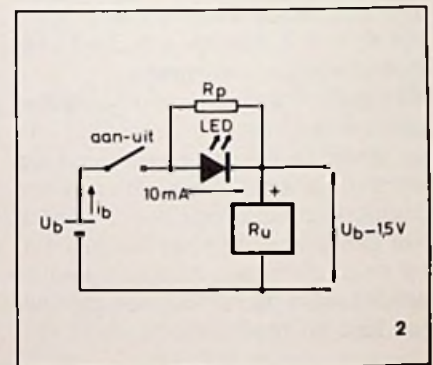 Rp
aan-uit
LED
10mA
+
Ub
ib
Ru
Ub-1,5V
2